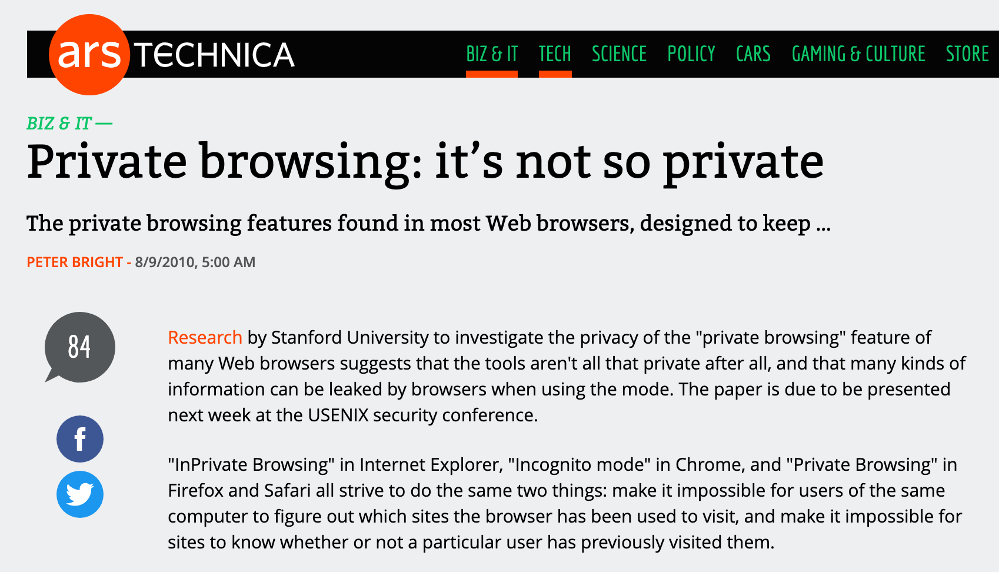 ars TECHNICA
BIZ & IT TECH SCIENCE POLICY CARS GAMING & CULTURE STORE
BIZ & IT —
Private browsing: it’s not so private
The private browsing features found in most Web browsers, designed to keep …
PETER BRIGHT - 8/9/2010, 5:00 AM
84
Research by Stanford University to investigate the privacy of the "private browsing" feature of
many Web browsers suggests that the tools aren't all that private after all, and that many kinds of
information can be leaked by browsers when using the mode. The paper is due to be presented
next week at the USENIX security conference.
"InPrivate Browsing" in Internet Explorer, "Incognito mode" in Chrome, and "Private Browsing" in
Firefox and Safari all strive to do the same two things: make it impossible for users of the same
computer to figure out which sites the browser has been used to visit, and make it impossible for
sites to know whether or not a particular user has previously visited them.